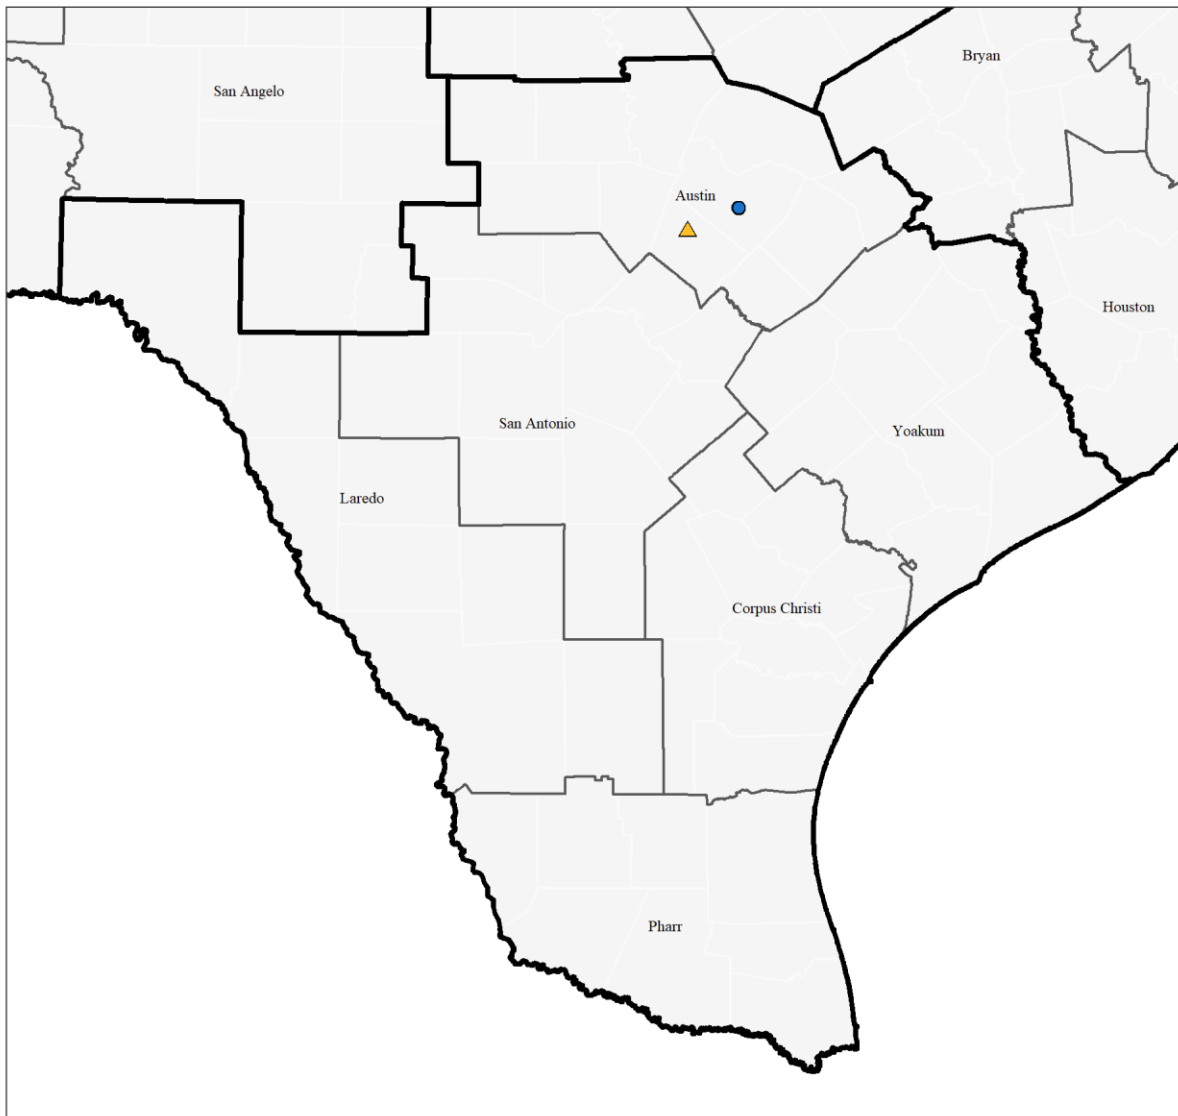 Bryan
San Angelo
Austin
Houston
San Antonio
Yoakum
Laredo
Corpus Christi
Pharr